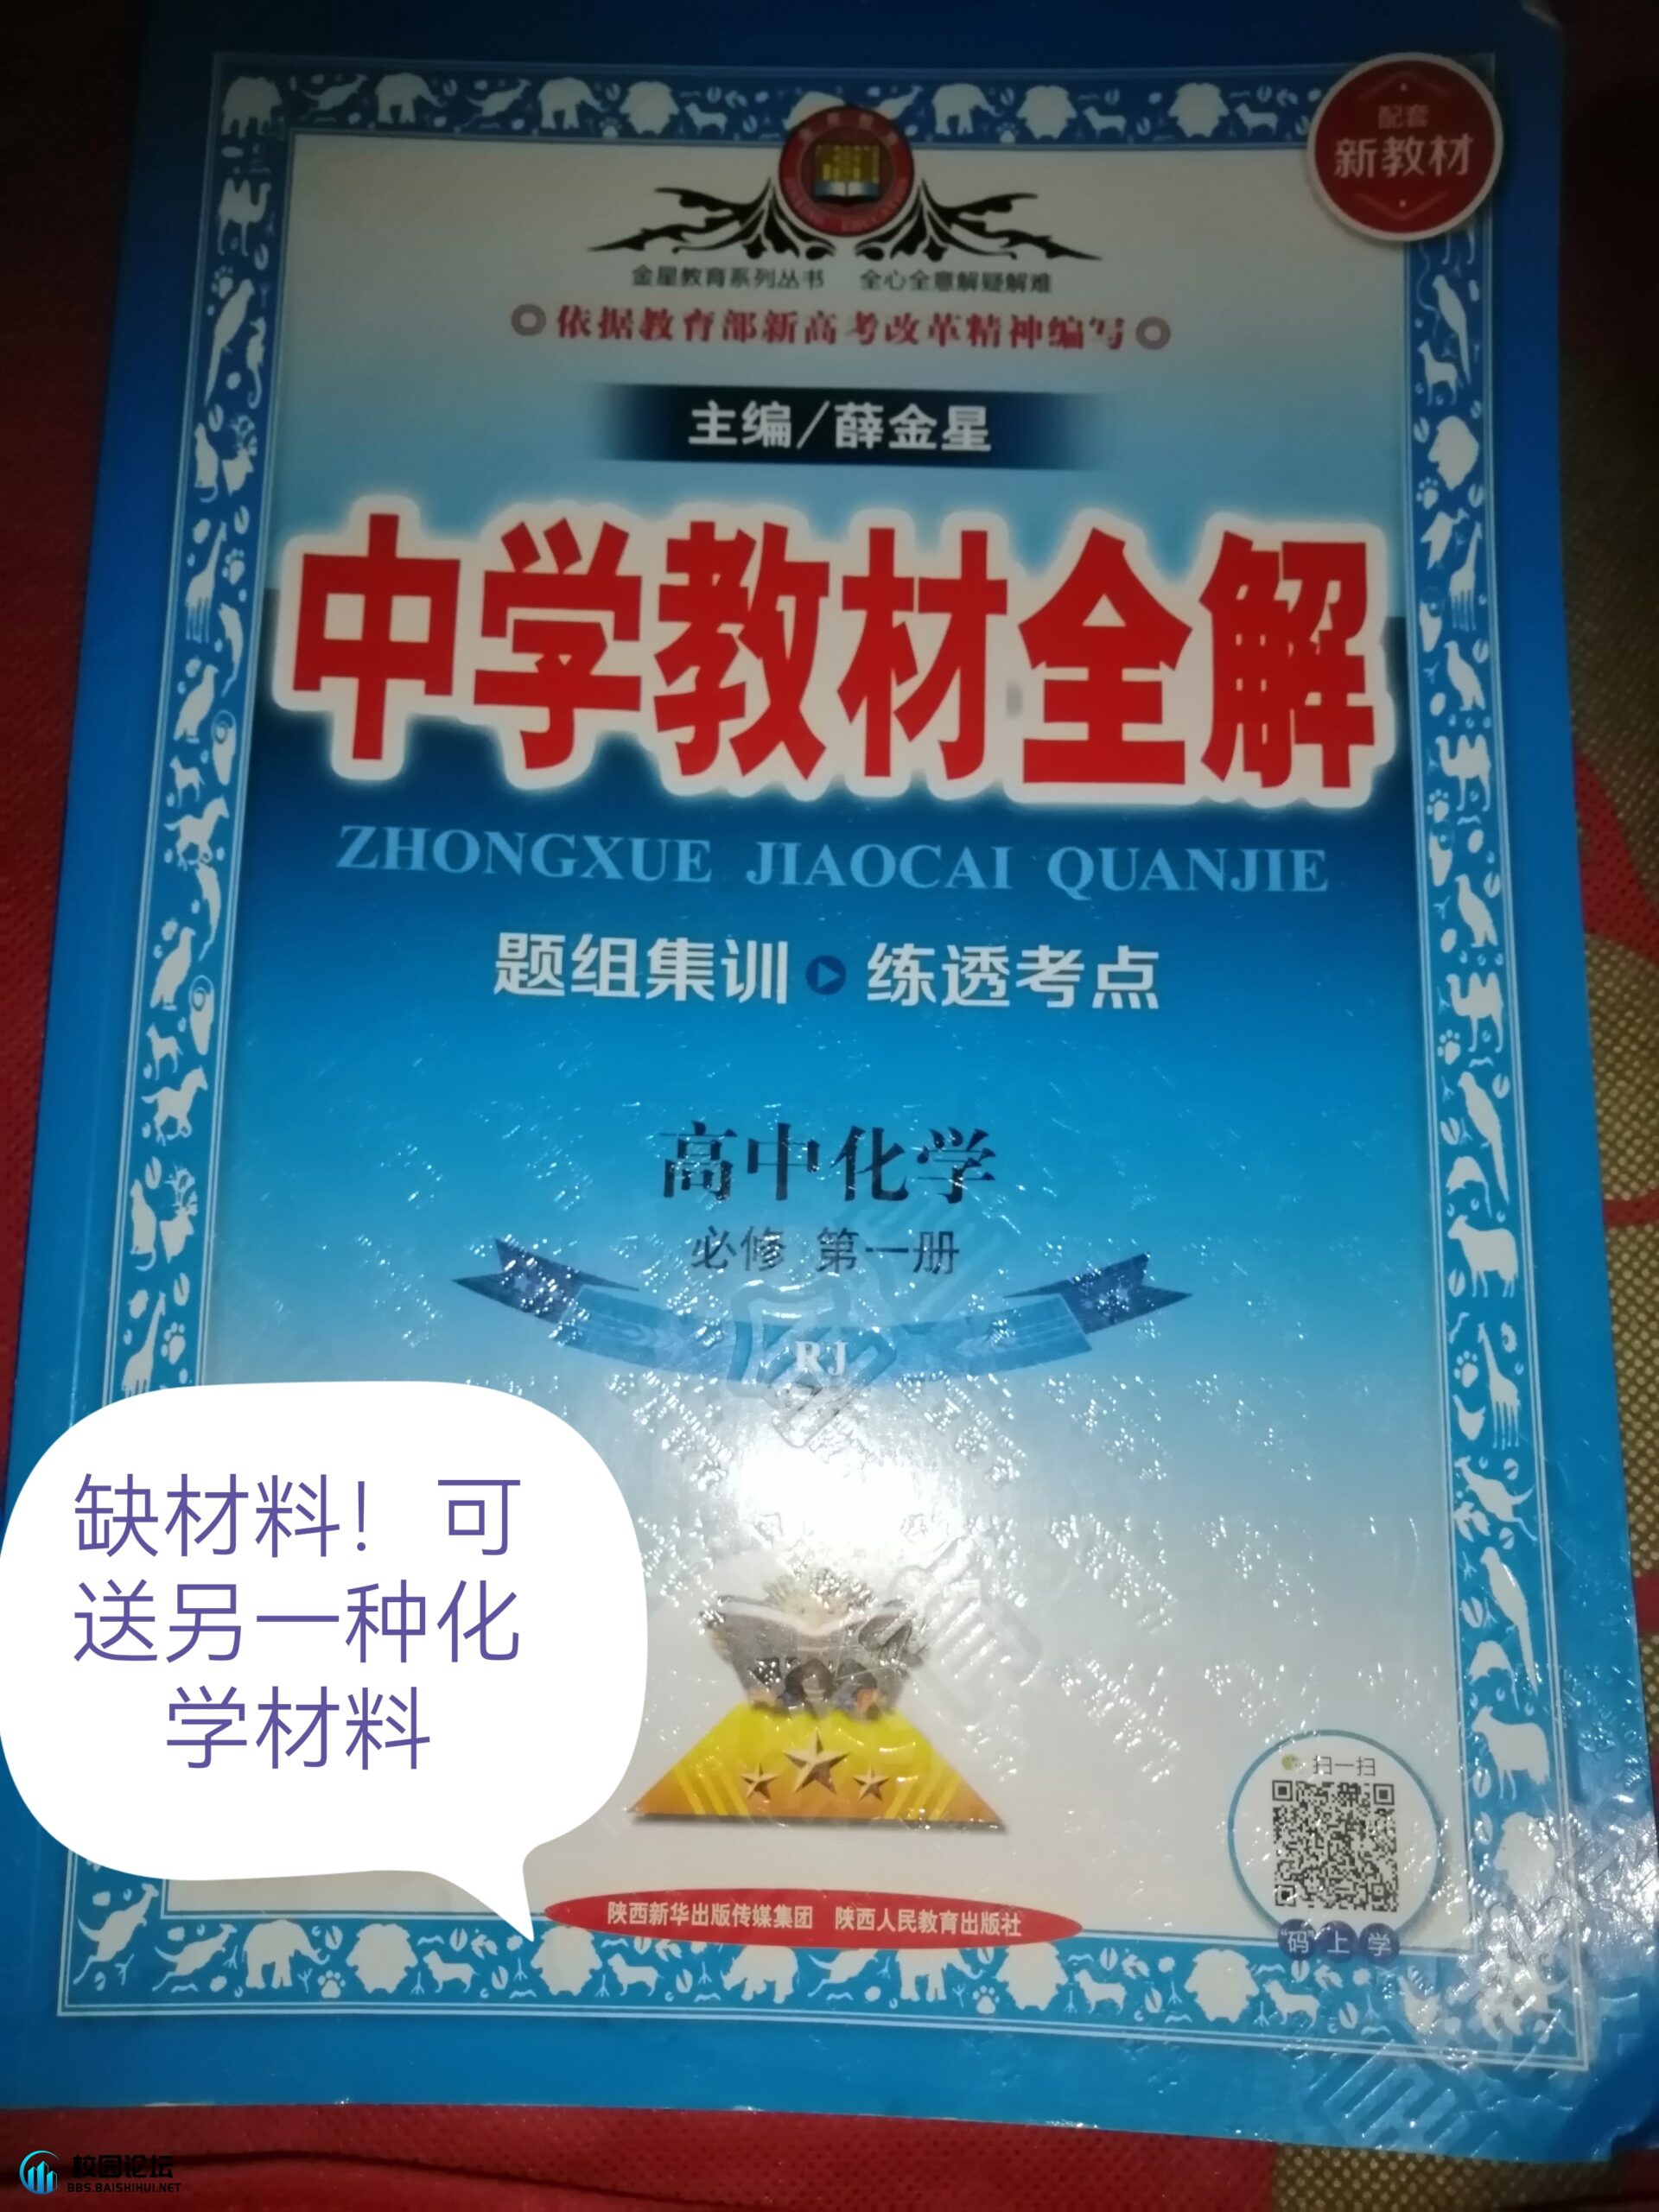 配套
新教材
金星教育系列丛书 全心全意解疑解难
依据教育部新高考改革精神编写
主编/薛金星
中学教材全解
ZHONGXUE JIAOCAI QUANJIE
题组集训 练透考点
高中化学
必修 第一册
RJ
缺材料！可
送另一种化
学材料
扫一扫
“码”上学
陕西新华出版传媒集团 陕西人民教育出版社
校园论坛
BBS.BAISHIHUI.NET